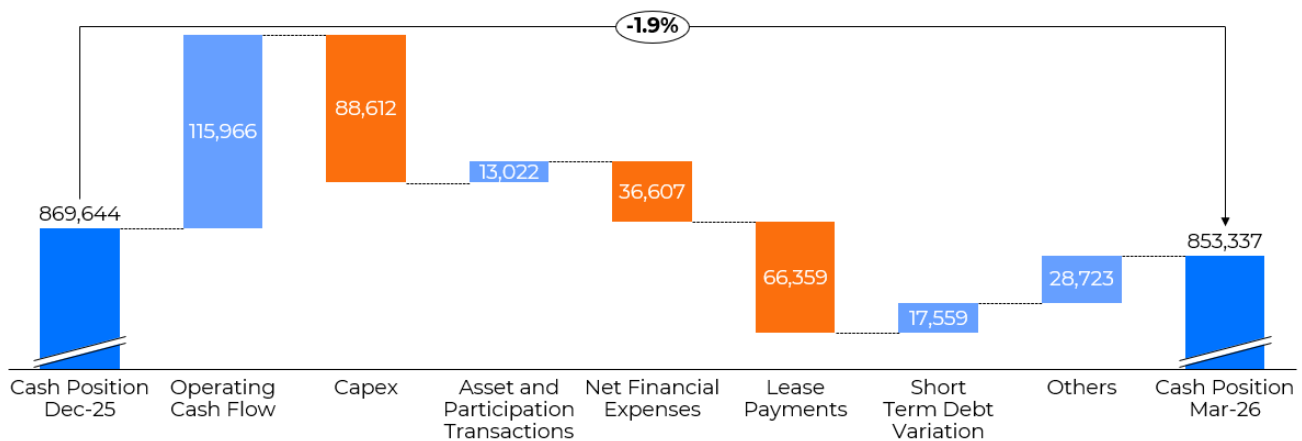 -1.9%
88,612
115,966
13,022
36,607
869,644
853,337
66,359
28,723
17,559
Cash Position
Dec-25
Operating
Cash Flow
Capex
Asset and
Participation
Transactions
Net Financial
Expenses
Lease
Payments
Short
Term Debt
Variation
Others
Cash Position
Mar-26